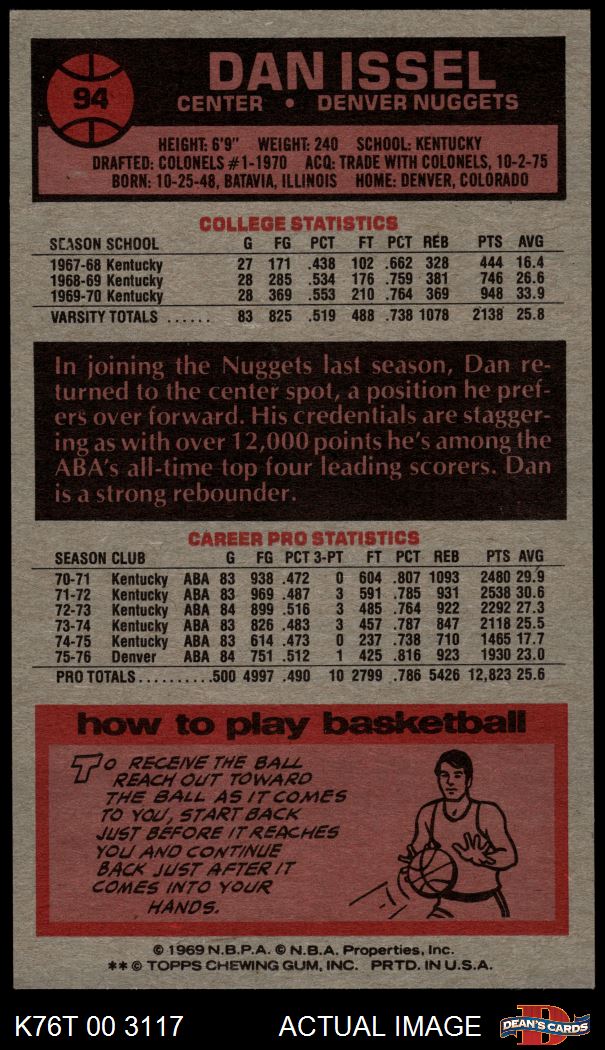 94
DAN ISSEL
CENTER • DENVER NUGGETS
HEIGHT: 6'9" WEIGHT: 240 SCHOOL: KENTUCKY
DRAFTED: COLONELS #1-1970 ACQ: TRADE WITH COLONELS, 10-2-75
BORN: 10-25-48, BATAVIA, ILLINOIS HOME: DENVER, COLORADO
COLLEGE STATISTICS
SEASON SCHOOL G FG PCT FT PCT REB PTS AVG
1967-68 Kentucky 27 171 .438 102 .662 328 444 16.4
1968-69 Kentucky 28 285 .534 176 .759 381 746 26.6
1969-70 Kentucky 28 369 .553 210 .764 369 948 33.9
VARSITY TOTALS ...... 83 825 .519 488 .738 1078 2138 25.8
In joining the Nuggets last season, Dan re-
turned to the center spot, a position he pref-
ers over forward. His credentials are stagger-
ing as with over 12,000 points he's among the
ABA's all-time top four leading scorers. Dan
is a strong rebounder.
CAREER PRO STATISTICS
SEASON CLUB G FG PCT 3-PT FT PCT REB PTS AVG
70-71 Kentucky ABA 83 938 .472 0 604 .807 1093 2480 29.9
71-72 Kentucky ABA 83 969 .487 3 591 .785 931 2538 30.6
72-73 Kentucky ABA 84 899 .516 3 485 .764 922 2292 27.3
73-74 Kentucky ABA 83 826 .483 3 457 .787 847 2118 25.5
74-75 Kentucky ABA 83 614 .473 0 237 .738 710 1465 17.7
75-76 Denver ABA 84 751 .512 1 425 .816 923 1930 23.0
PRO TOTALS..........500 4997 .490 10 2799 .786 5426 12,823 25.6
how to play basketball
TO RECEIVE THE BALL
REACH OUT TOWARD
THE BALL AS IT COMES
TO YOU, START BACK
JUST BEFORE IT REACHES
YOU AND CONTINUE
BACK JUST AFTER IT
COMES INTO YOUR
HANDS.
© 1969 N.B.P.A. © N.B.A. Properties, Inc.
** © TOPPS CHEWING GUM, INC. PRTD. IN U.S.A.
K76T 00 3117 ACTUAL IMAGE
D
DEAN'S CARDS